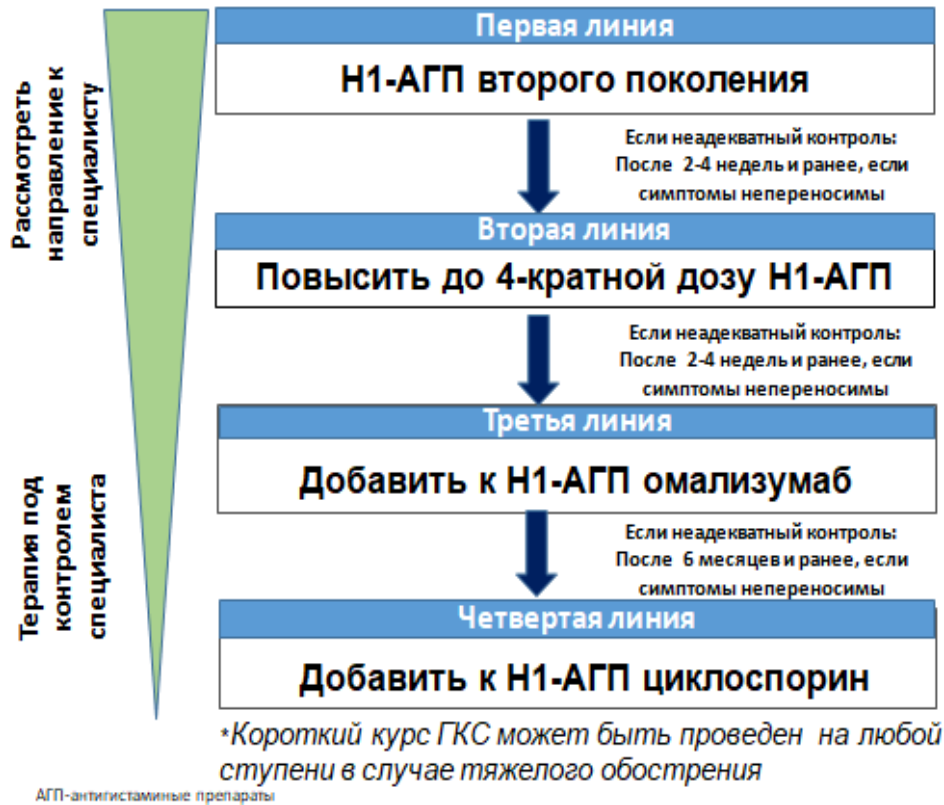 Первая линия
Н1-АГП второго поколения
Если неадекватный контроль:
После 2-4 недель и ранее, если
симптомы непереносимы
Вторая линия
Повысить до 4-кратной дозу Н1-АГП
Если неадекватный контроль:
После 2-4 недель и ранее, если
симптомы непереносимы
Третья линия
Добавить к Н1-АГП омализумаб
Если неадекватный контроль:
После 6 месяцев и ранее, если
симптомы непереносимы
Четвертая линия
Добавить к Н1-АГП циклоспорин
*Короткий курс ГКС может быть проведен на любой
ступени в случае тяжелого обострения
АГП-антигистаминые препараты
Рассмотреть
направление к
специалисту
Терапия под
контролем
специалиста